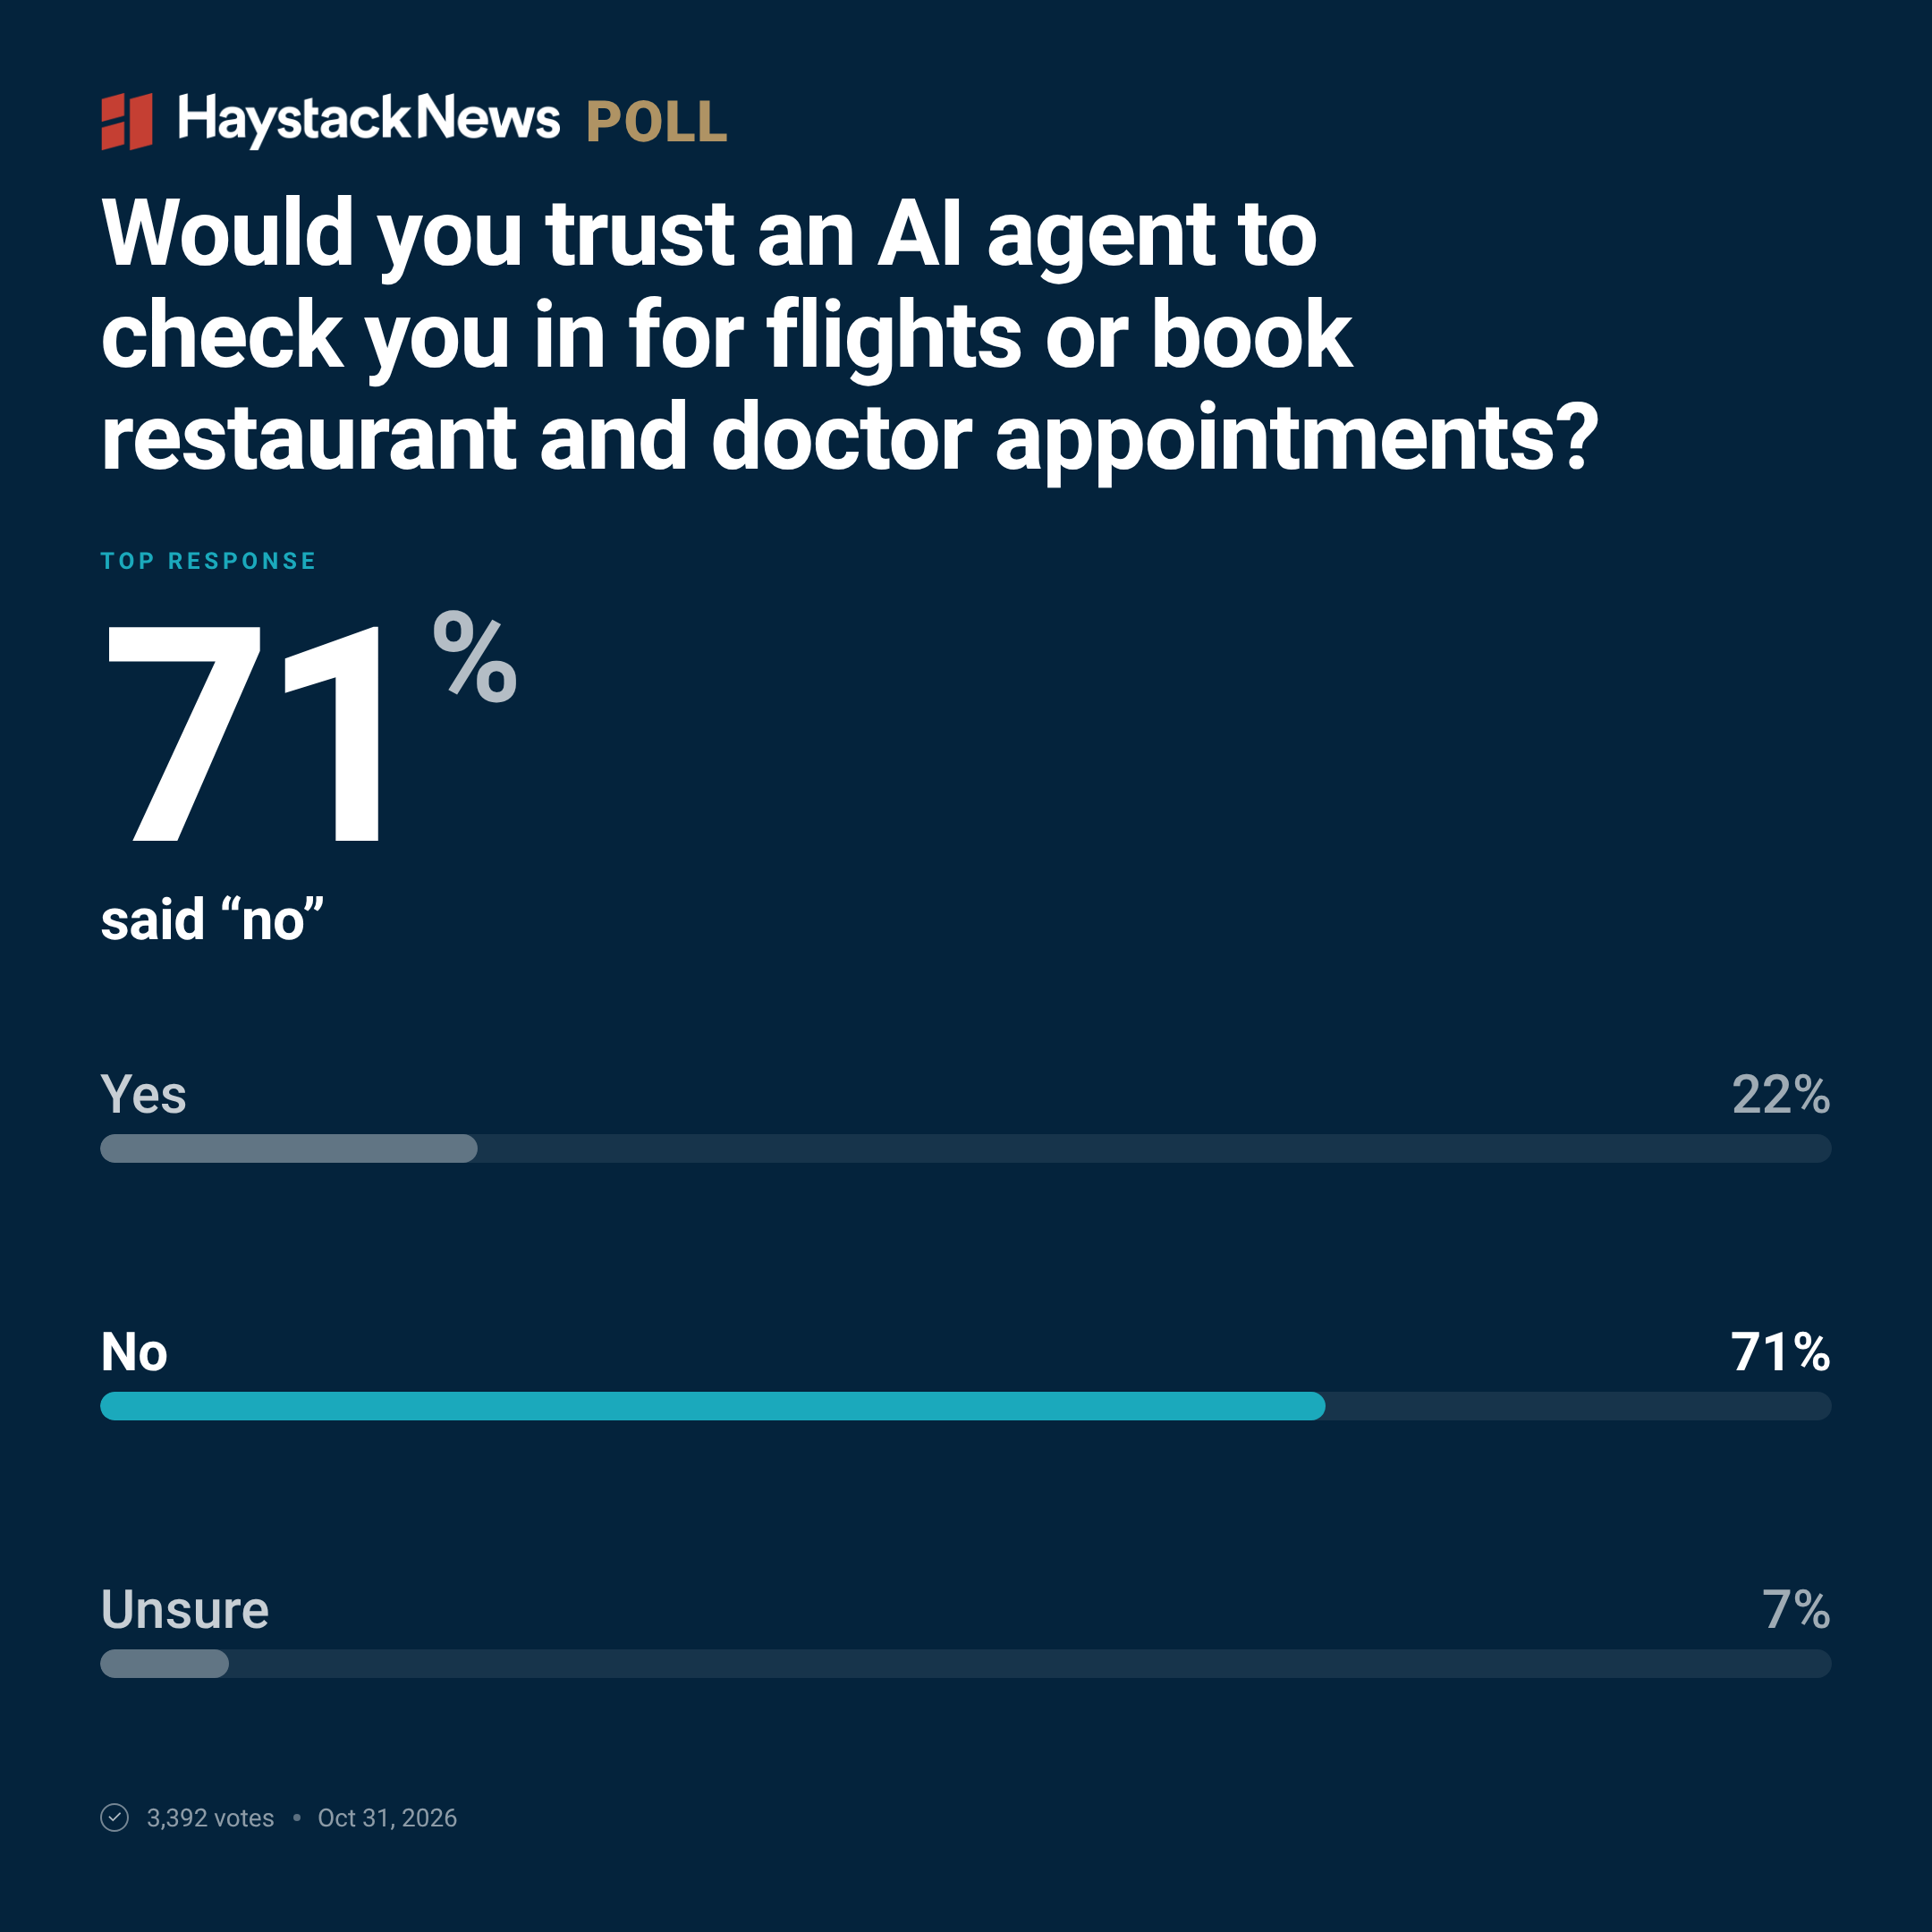 HaystackNews POLL
Would you trust an AI agent to
check you in for flights or book
restaurant and doctor appointments?
TOP RESPONSE
71%
said “no”
Yes 22%
No 71%
Unsure 7%
3,392 votes • Oct 31, 2026